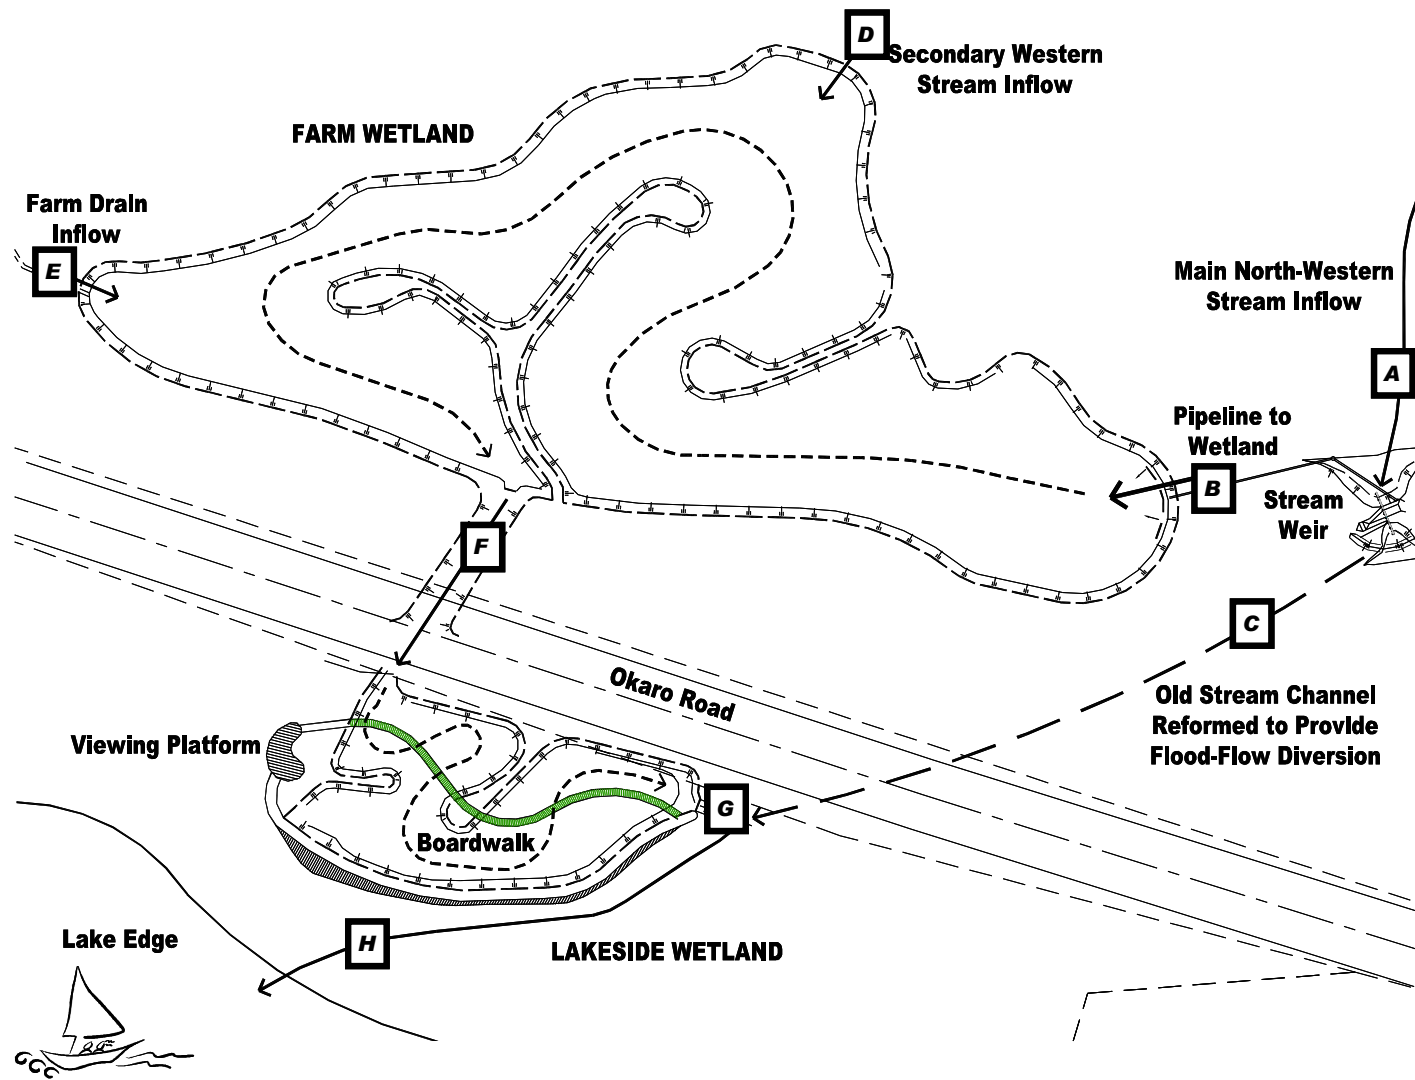 D
Secondary Western
Stream Inflow
FARM WETLAND
Farm Drain
Inflow
E
Main North-Western
Stream Inflow
A
Pipeline to
Wetland
B
Stream
Weir
F
C
Okaro Road
Old Stream Channel
Reformed to Provide
Flood-Flow Diversion
Viewing Platform
G
Boardwalk
Lake Edge
H
LAKESIDE WETLAND